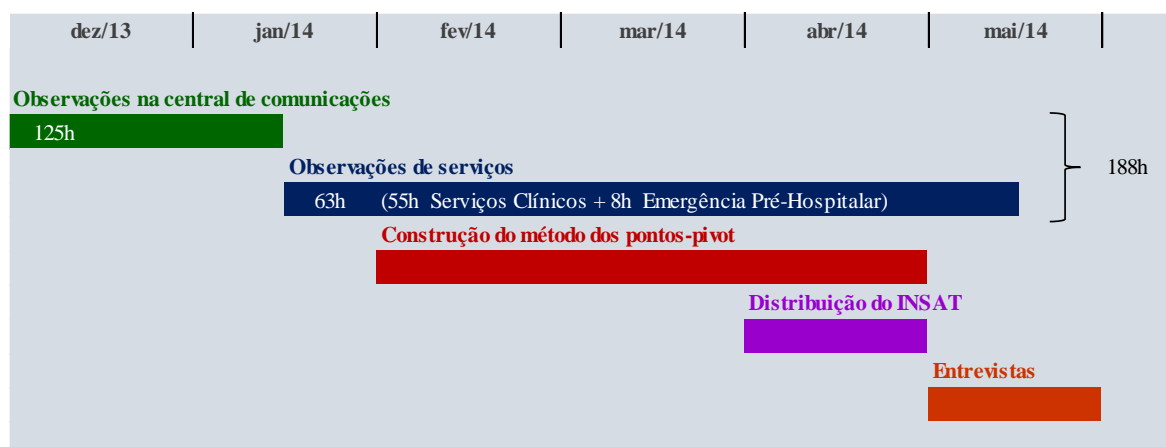 dez/13 jan/14 fev/14 mar/14 abr/14 mai/14
Observações na central de comunicações
125h
Observações de serviços
188h
63h (55h Serviços Clínicos + 8h Emergência Pré-Hospitalar)
Construção do método dos pontos-pivot
Distribuição do INSAT
Entrevistas